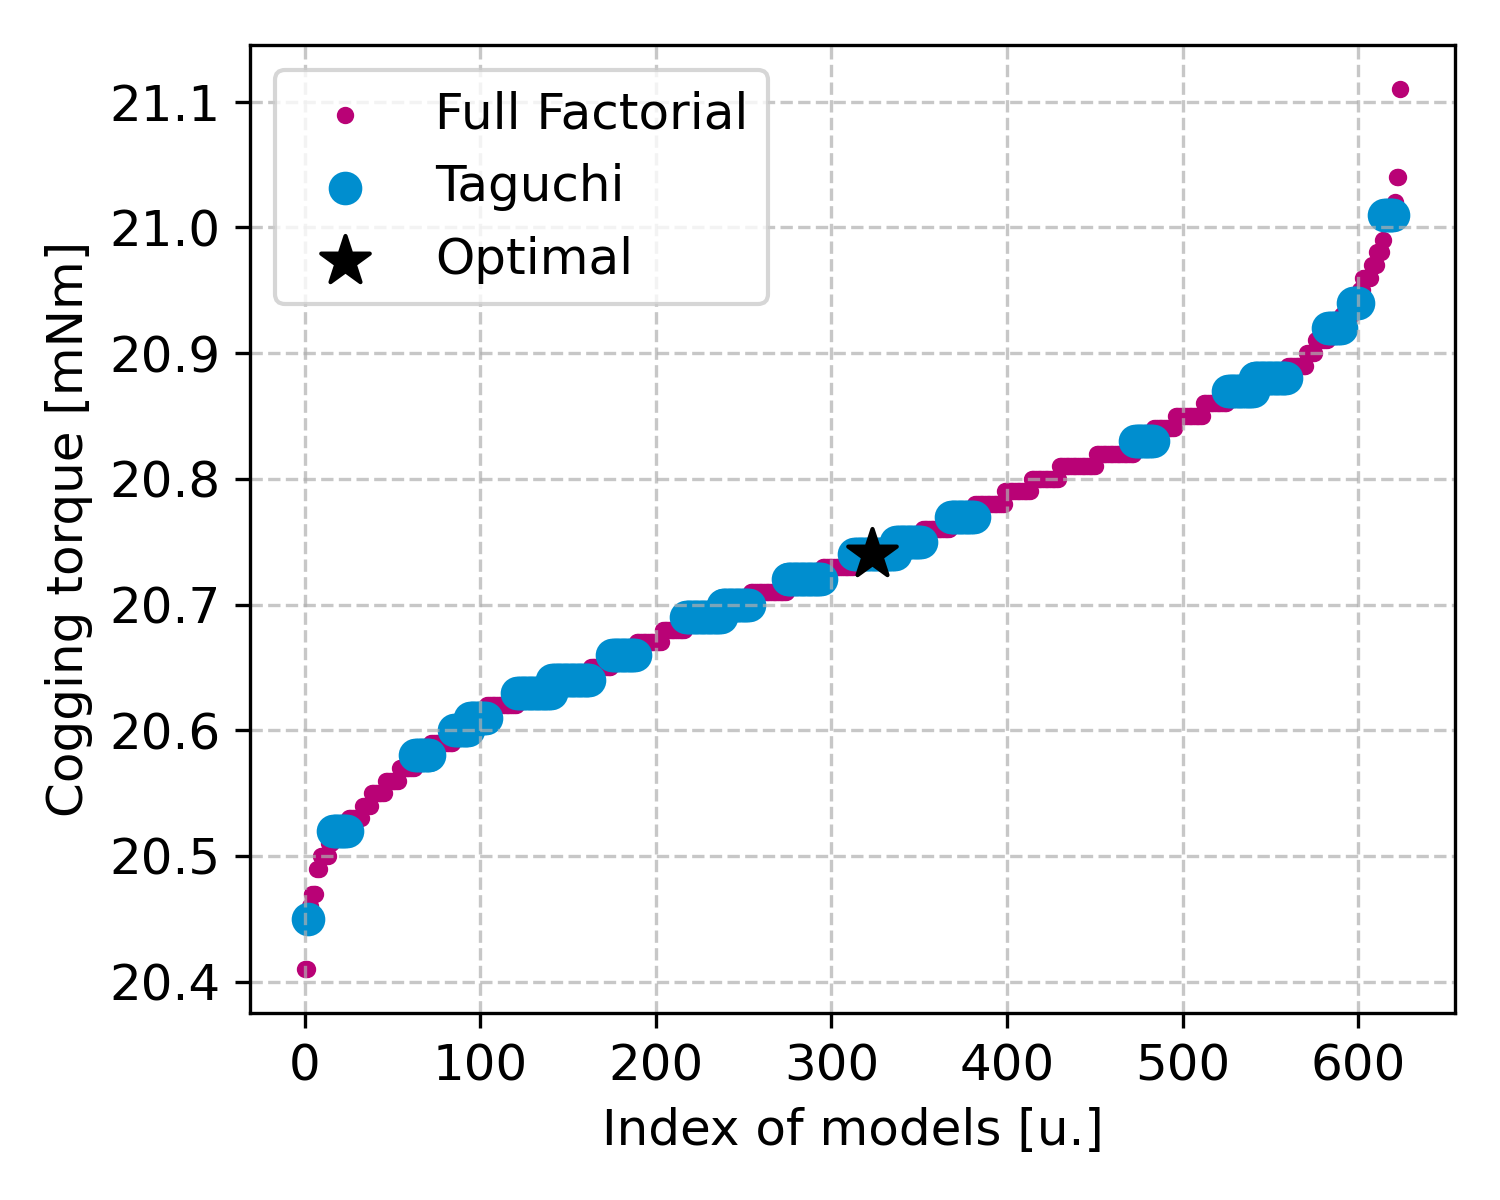 Full Factorial
Taguchi
Optimal
21.1
21.0
20.9
20.8
20.7
20.6
20.5
20.4
Cogging torque [mNm]
0 100 200 300 400 500 600
Index of models [u.]